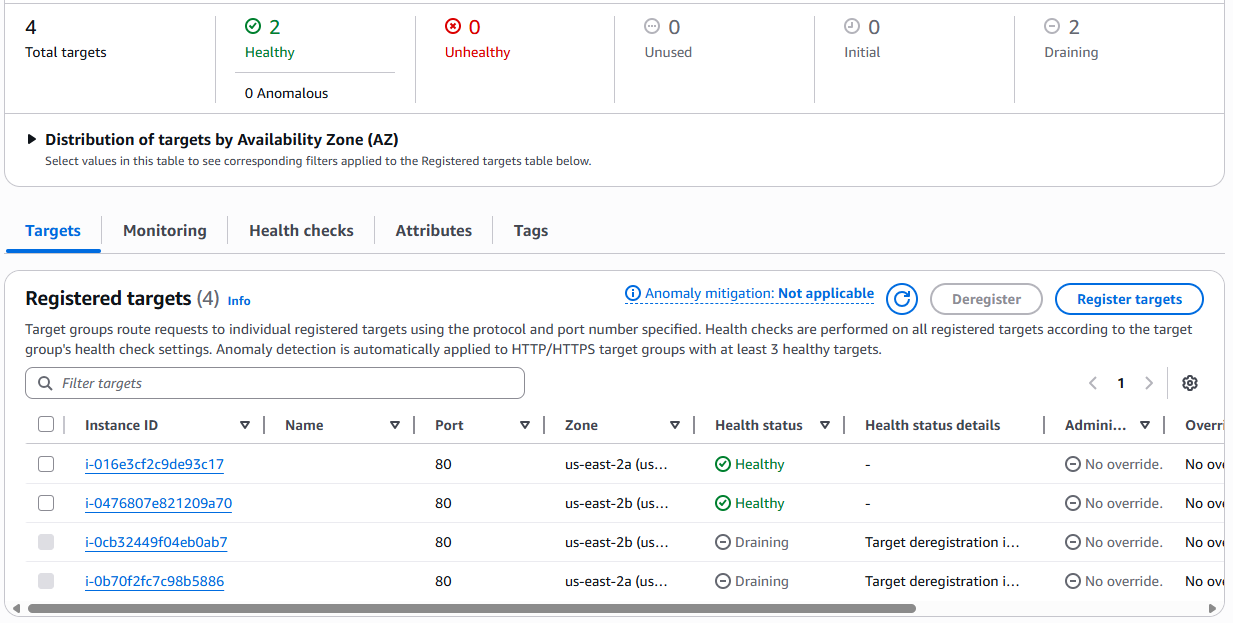 4
Total targets
2
Healthy
0 Anomalous
0
Unhealthy
0
Unused
0
Initial
2
Draining
Distribution of targets by Availability Zone (AZ)
Select values in this table to see corresponding filters applied to the Registered targets table below.
Targets Monitoring Health checks Attributes Tags
Registered targets (4) Info Anomaly mitigation: Not applicable Deregister Register targets
Target groups route requests to individual registered targets using the protocol and port number specified. Health checks are performed on all registered targets according to the target
group's health check settings. Anomaly detection is automatically applied to HTTP/HTTPS target groups with at least 3 healthy targets.
Filter targets 1
Instance ID Name Port Zone Health status Health status details Admini... Overri
i-016e3cf2c9de93c17 80 us-east-2a (us... Healthy - No override. No ove
i-0476807e821209a70 80 us-east-2b (us... Healthy - No override. No ove
i-0cb32449f04eb0ab7 80 us-east-2b (us... Draining Target deregistration i... No override. No ove
i-0b70f2fc7c98b5886 80 us-east-2a (us... Draining Target deregistration i... No override. No ove